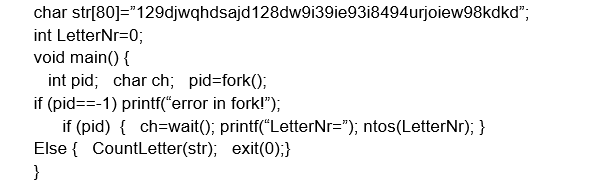 char str[80]=”129djwqhdsajd128dw9i39ie93i8494urjoiew98kdkd”;
int LetterNr=0;
void main() {
int pid; char ch; pid=fork();
if (pid==-1) printf(“error in fork!”);
if (pid) { ch=wait(); printf(“LetterNr=”); ntos(LetterNr); }
Else { CountLetter(str); exit(0);}
}